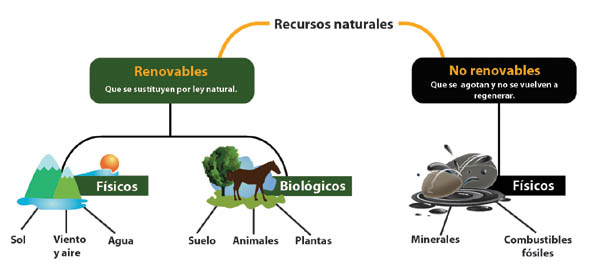 Recursos naturales
Renovables
Que se sustituyen por ley natural.
No renovables
Que se agotan y no se vuelven a
regenerar.
Físicos
Biológicos
Físicos
Sol
Viento
y aire
Agua
Suelo
Animales
Plantas
Minerales
Combustibles
fósiles